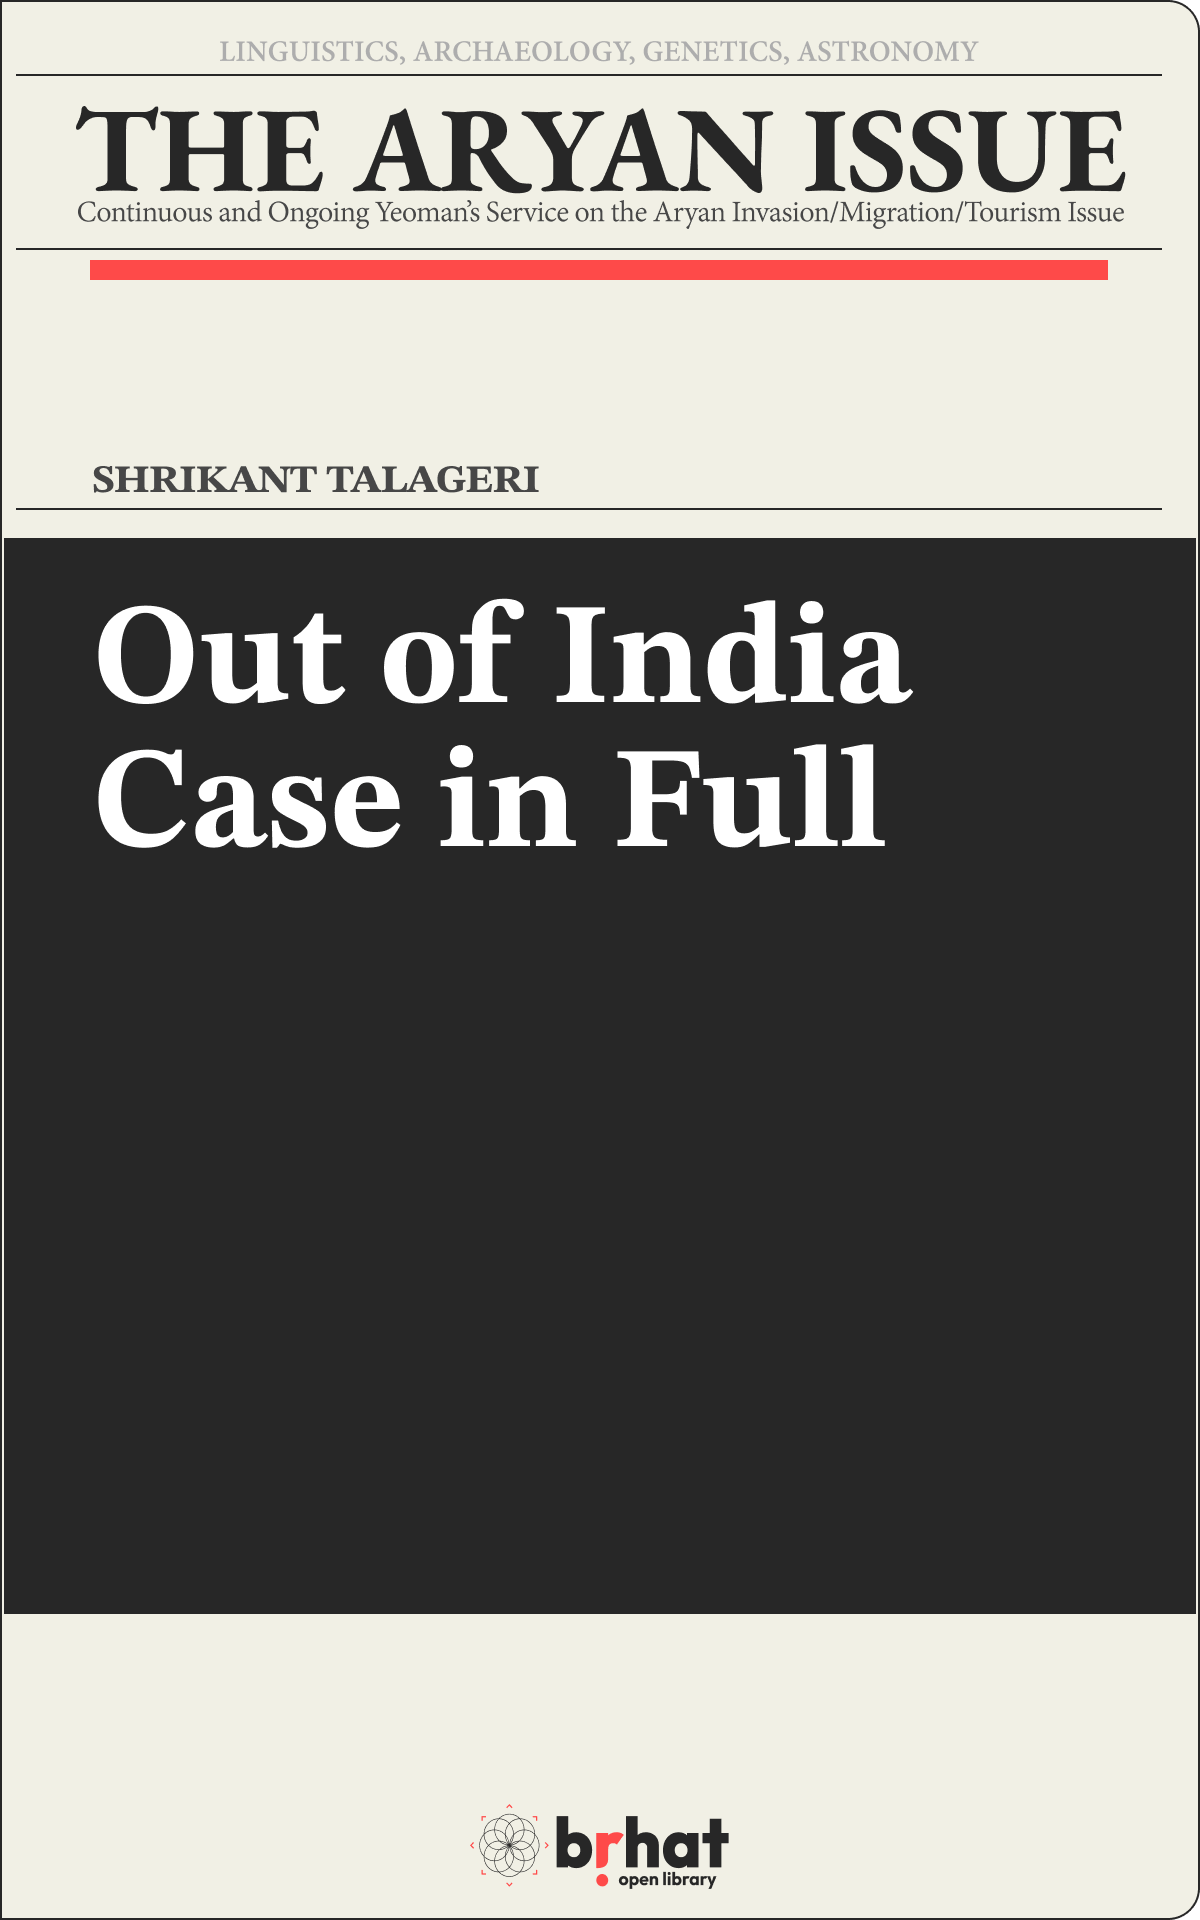 LINGUISTICS, ARCHAEOLOGY, GENETICS, ASTRONOMY
THE ARYAN ISSUE
Continuous and Ongoing Yeoman’s Service on the Aryan Invasion/Migration/Tourism Issue
SHRIKANT TALAGERI
Out of India
Case in Full
bṛhat
open library